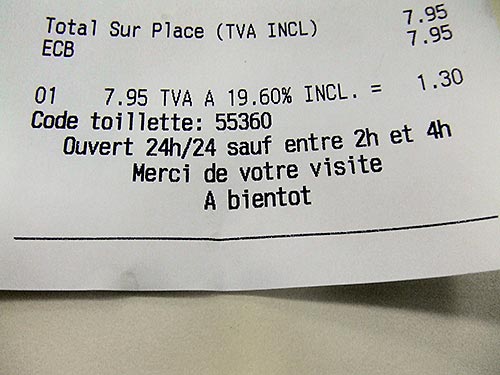 Total Sur Place (TVA INCL) 7.95
ECB 7.95
01 7.95 TVA A 19.60% INCL. = 1.30
Code toillette: 55360
Ouvert 24h/24 sauf entre 2h et 4h
Merci de votre visite
A bientot